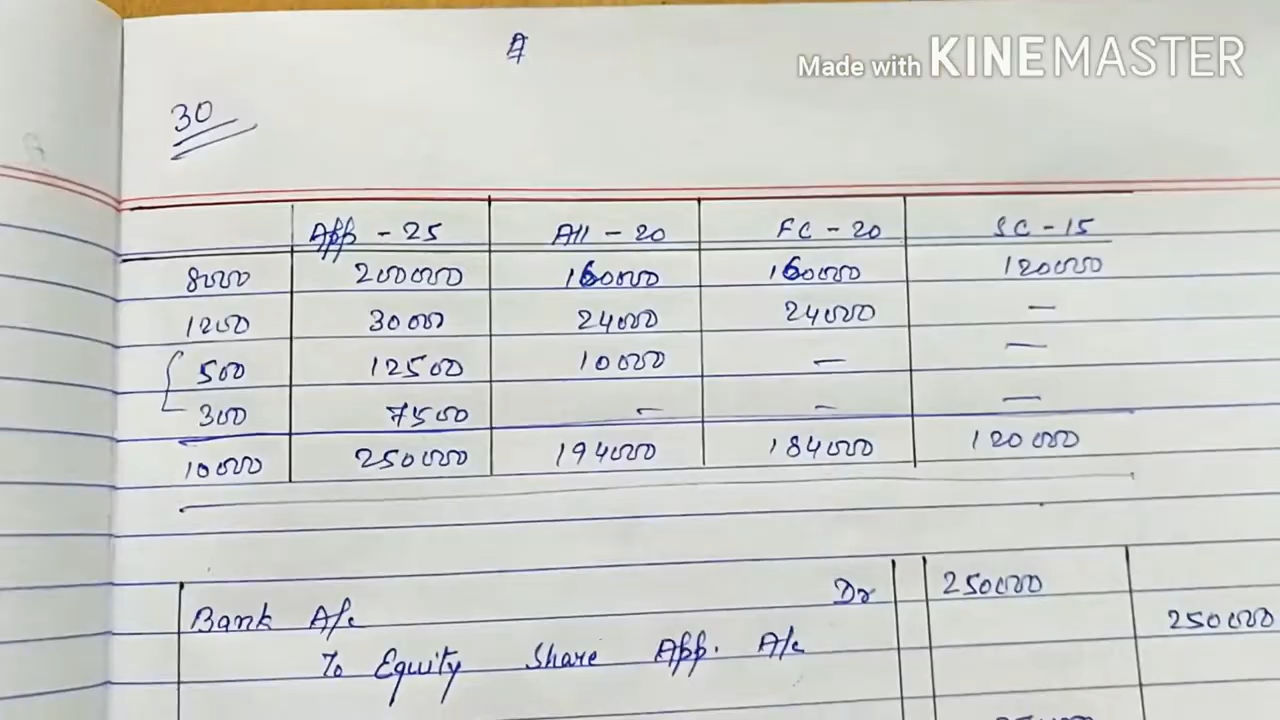 A
Made with KINEMASTER
30
App - 25 All - 20 FC - 20 SC - 15
8000 200000 160000 160000 120000
1200 30000 24000 24000 —
500 12500 10000 — —
300 7500 — — —
10000 250000 194000 184000 120000
Bank A/c Dr 250000
To Equity Share App. A/c 250000